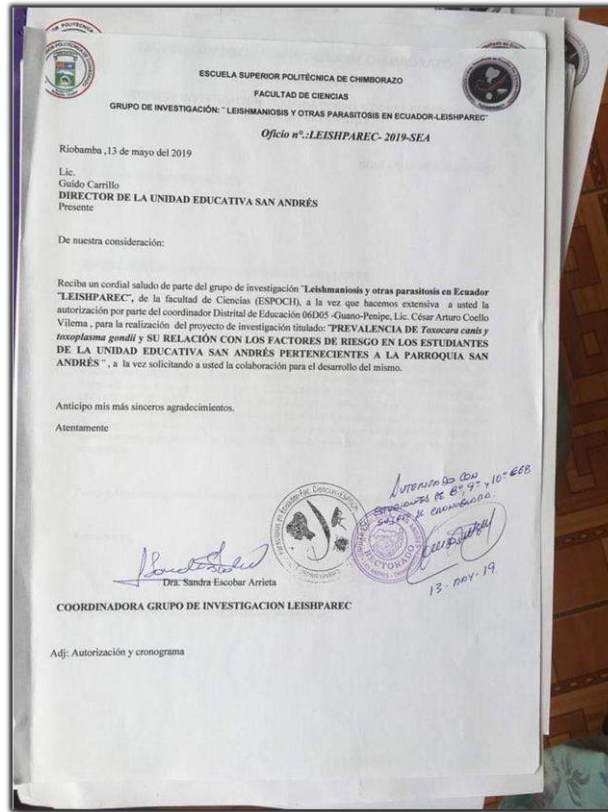 ESCUELA SUPERIOR POLITÉCNICA DE CHIMBORAZO
FACULTAD DE CIENCIAS
GRUPO DE INVESTIGACIÓN: " LEISHMANIOSIS Y OTRAS PARASITOSIS EN ECUADOR-LEISHPAREC"
Oficio nº.:LEISHPAREC- 2019-SEA
Riobamba ,13 de mayo del 2019
Lic.
Guido Carrillo
DIRECTOR DE LA UNIDAD EDUCATIVA SAN ANDRÉS
Presente
De nuestra consideración:
Reciba un cordial saludo de parte del grupo de investigación "Leishmaniosis y otras parasitosis en Ecuador
"LEISHPAREC", de la facultad de Ciencias (ESPOCH), a la vez que hacemos extensiva a usted la
autorización por parte del coordinador Distrital de Educación 06D05 -Guano-Penipe, Lic. César Arturo Coello
Vilema , para la realización del proyecto de investigación titulado: "PREVALENCIA DE Toxocara canis y
toxoplasma gondii y SU RELACIÓN CON LOS FACTORES DE RIESGO EN LOS ESTUDIANTES
DE LA UNIDAD EDUCATIVA SAN ANDRÉS PERTENECIENTES A LA PARROQUIA SAN
ANDRÉS " , a la vez solicitando a usted la colaboración para el desarrollo del mismo.
Anticipo mis más sinceros agradecimientos.
Atentamente
AUTORIZADO CON
ESTUDIANTES DE 8º, 9º y 10º EGB
CRONOGRAMA.
RECTORADO
13-MAY-19
Dra. Sandra Escobar Arrieta
COORDINADORA GRUPO DE INVESTIGACION LEISHPAREC
Adj: Autorización y cronograma